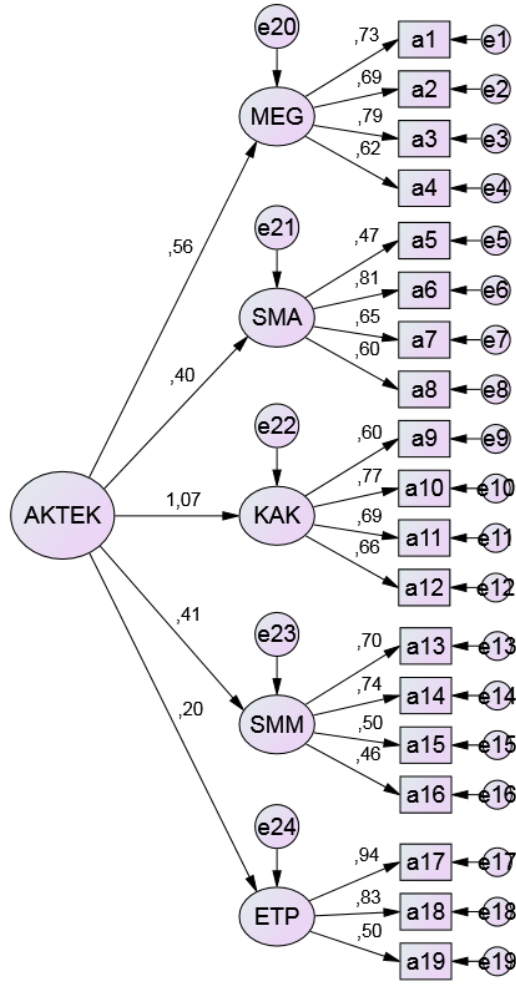 e20
MEG
,73 a1 e1
,69 a2 e2
,79 a3 e3
,62 a4 e4
,56
e21
SMA
,47 a5 e5
,81 a6 e6
,65 a7 e7
,60 a8 e8
,40
e22
AKTEK
1,07
KAK
,60 a9 e9
,77 a10 e10
,69 a11 e11
,66 a12 e12
,41
e23
SMM
,70 a13 e13
,74 a14 e14
,50 a15 e15
,46 a16 e16
,20
e24
ETP
,94 a17 e17
,83 a18 e18
,50 a19 e19